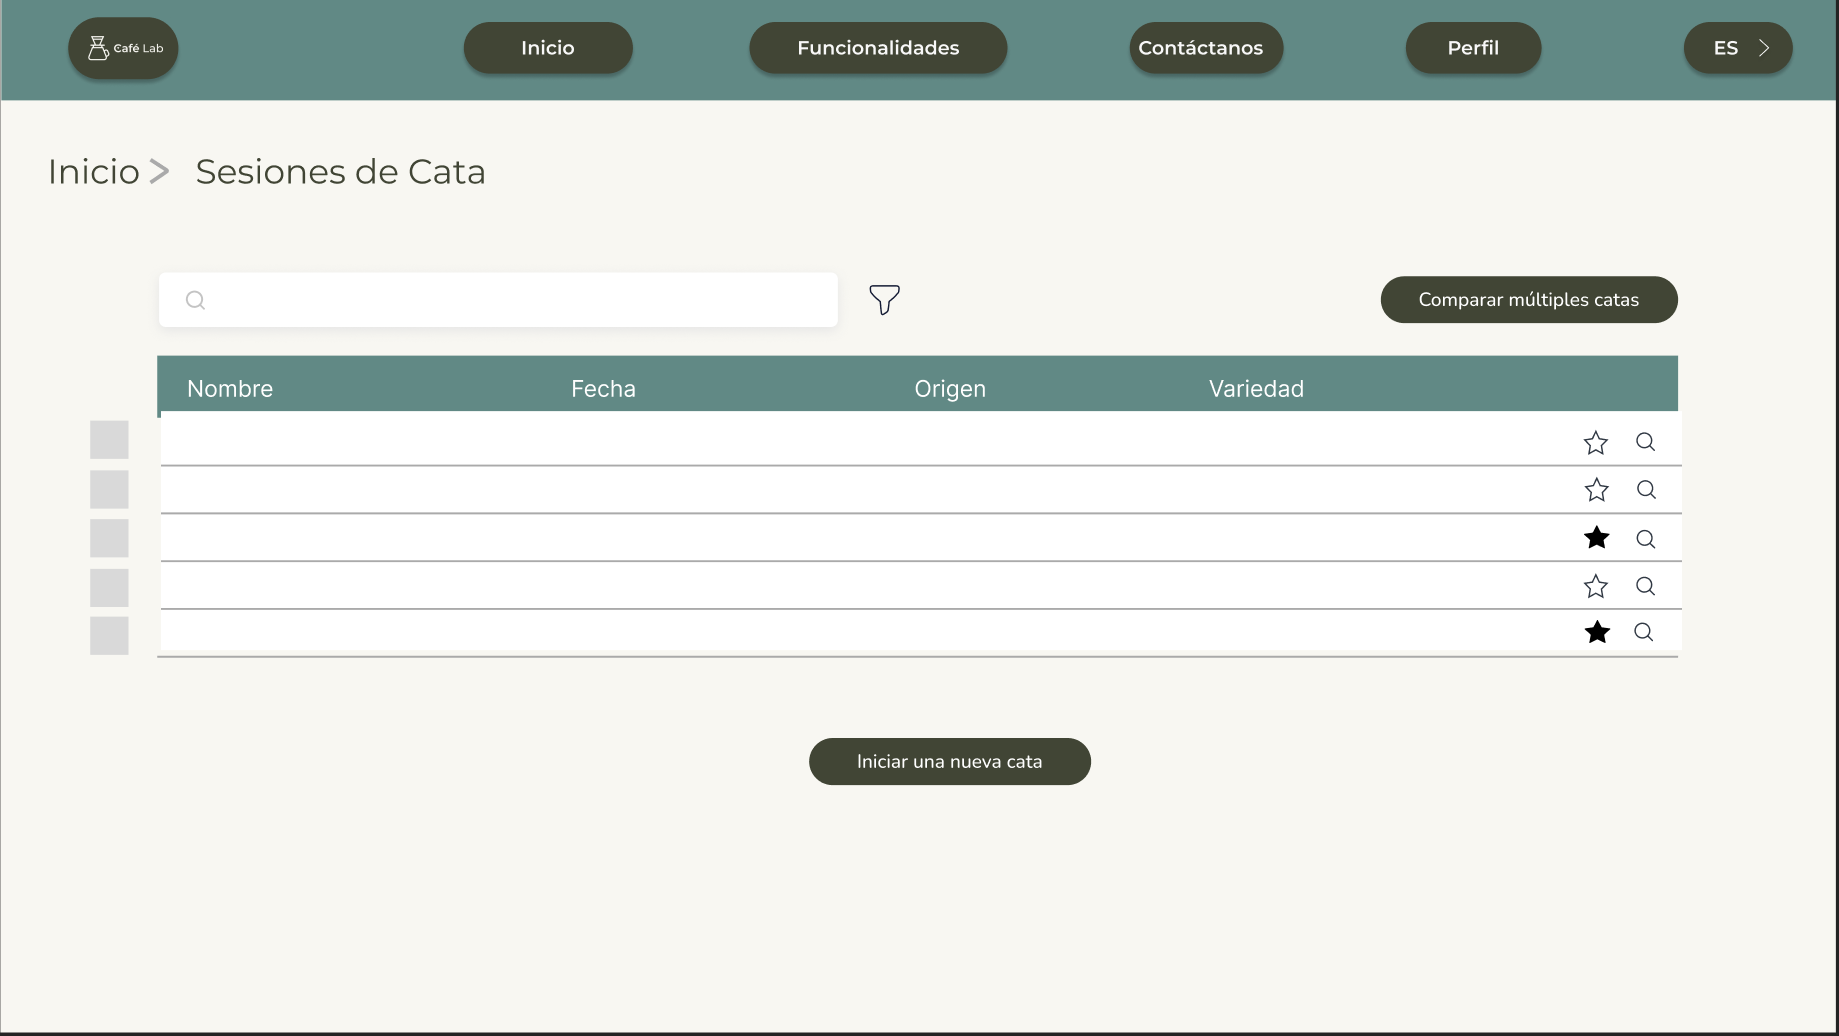 Café Lab
Inicio
Funcionalidades
Contáctanos
Perfil
ES
Inicio > Sesiones de Cata
Comparar múltiples catas
Nombre
Fecha
Origen
Variedad
Iniciar una nueva cata